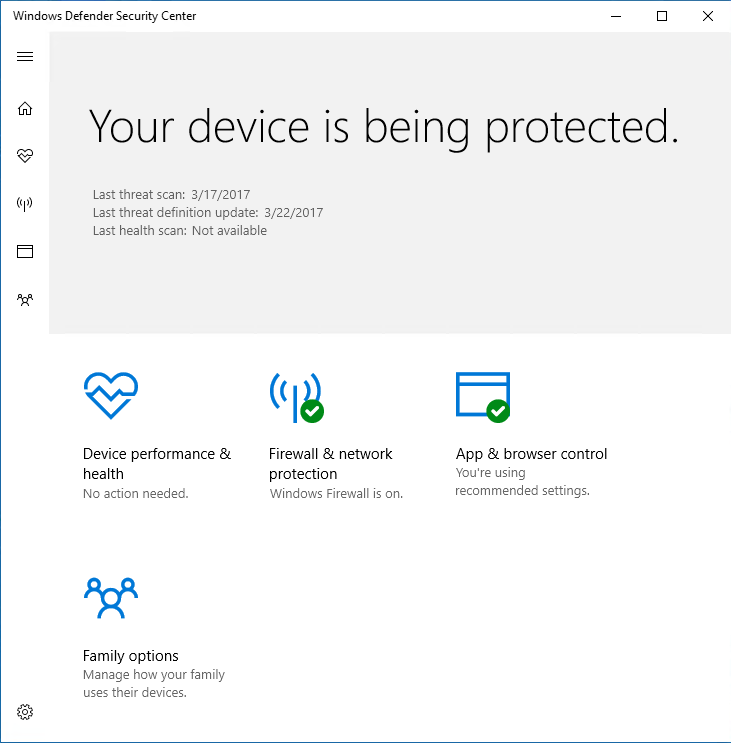 Windows Defender Security Center
Your device is being protected.
Last threat scan: 3/17/2017
Last threat definition update: 3/22/2017
Last health scan: Not available
Device performance &
health
No action needed.
Firewall & network
protection
Windows Firewall is on.
App & browser control
You're using
recommended settings.
Family options
Manage how your family
uses their devices.